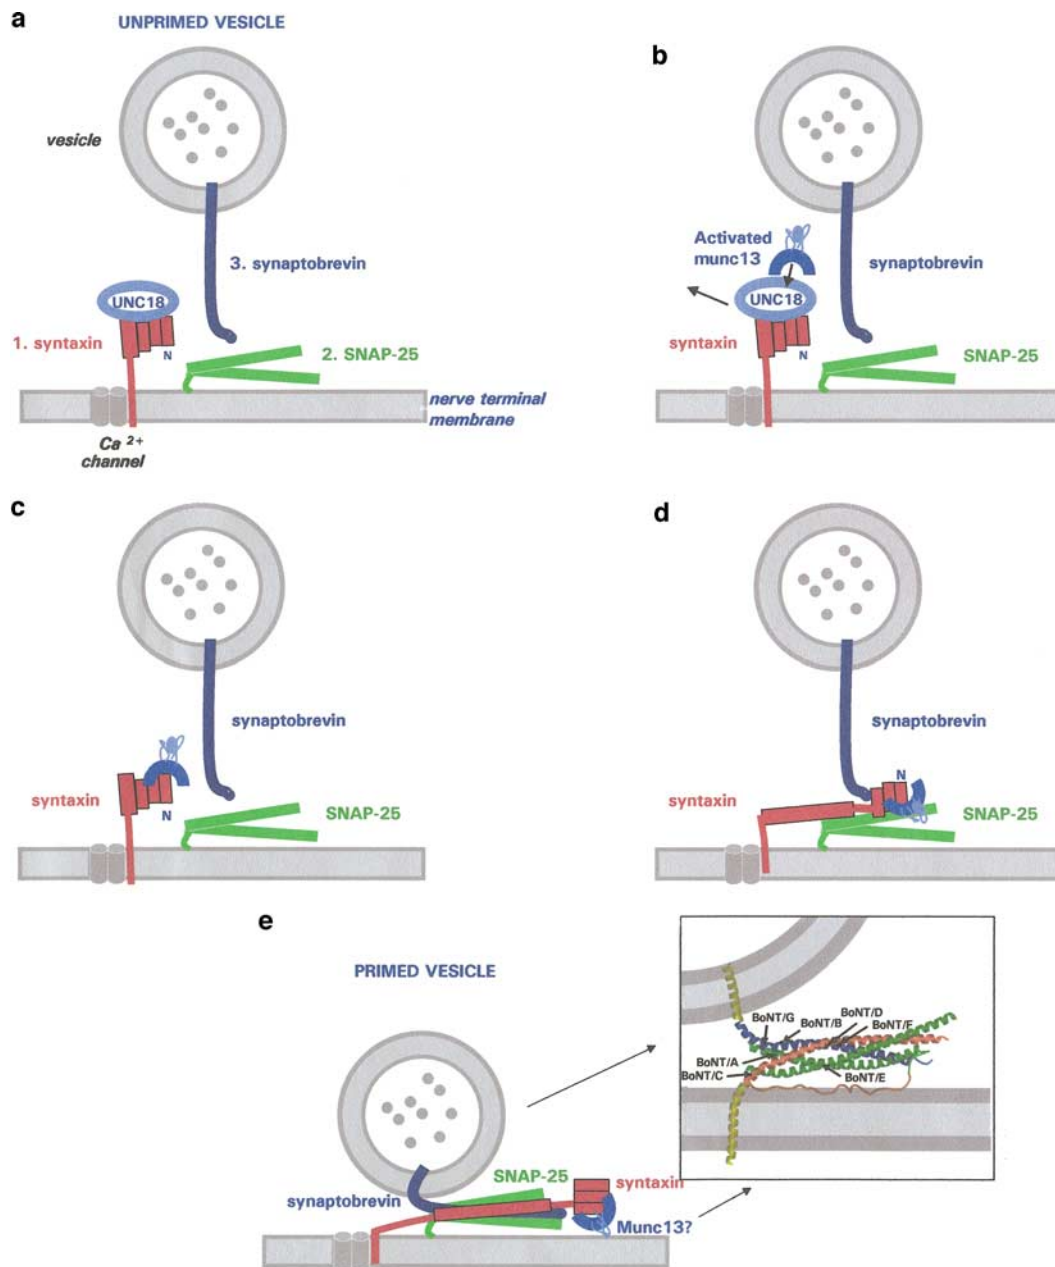 a
UNPRIMED VESICLE
vesicle
3. synaptobrevin
UNC18
1. syntaxin
N
2. SNAP-25
nerve terminal
membrane
Ca 2+
channel
b
Activated
munc13
synaptobrevin
UNC18
syntaxin
N
SNAP-25
c
synaptobrevin
syntaxin
N
SNAP-25
d
synaptobrevin
N
syntaxin
SNAP-25
e
PRIMED VESICLE
BoNT/D
BoNT/G
BoNT/B
BoNT/F
BoNT/A
BoNT/C
BoNT/E
SNAP-25
syntaxin
synaptobrevin
Munc13?